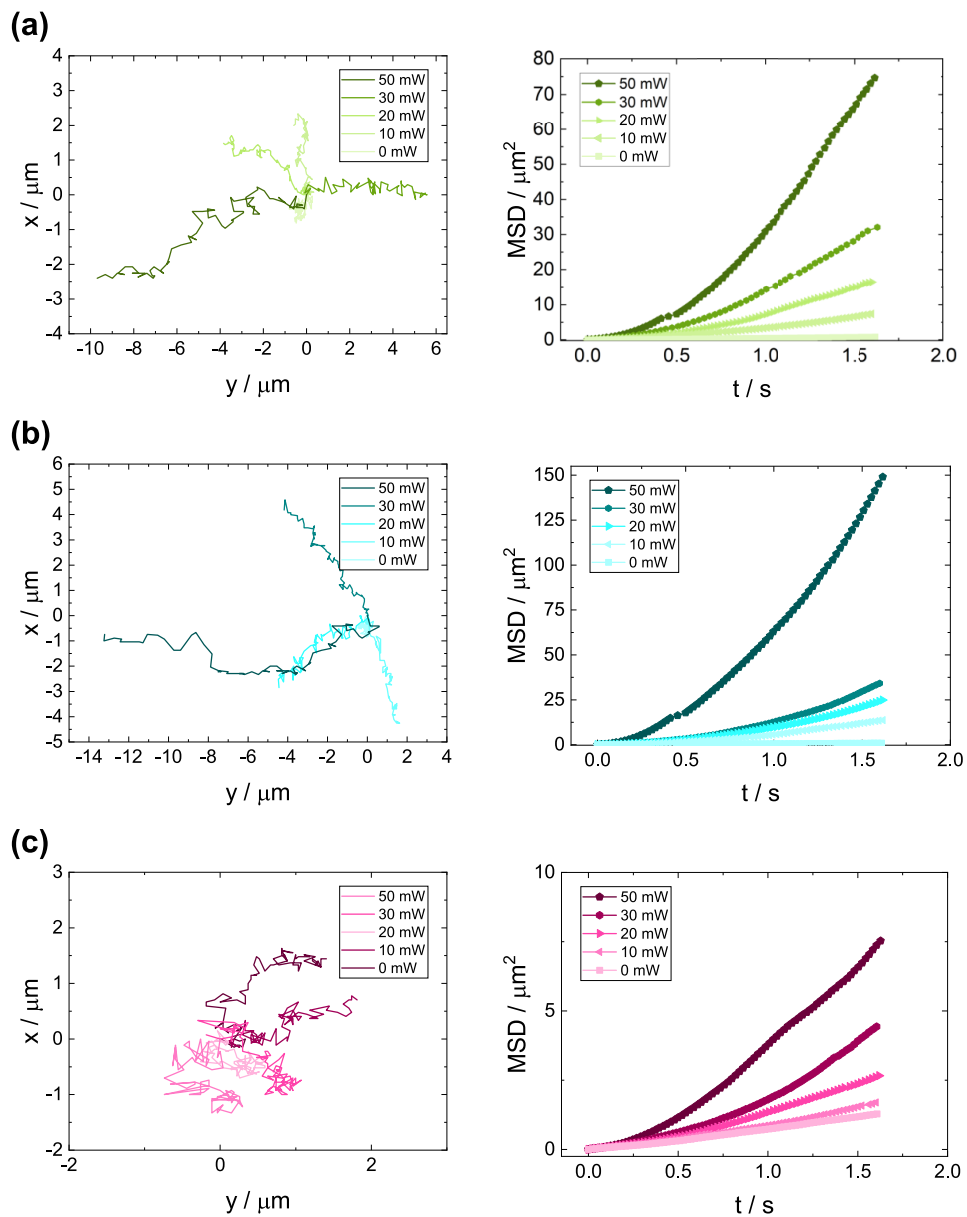 (a)
4
3
2
1
0
-1
-2
-3
-4
x / μm
-10
-8
-6
-4
-2
0
2
4
6
y / μm
50 mW
30 mW
20 mW
10 mW
0 mW
80
70
60
50
40
30
20
10
0
MSD / μm²
0.0
0.5
1.0
1.5
2.0
t / s
50 mW
30 mW
20 mW
10 mW
0 mW
(b)
6
5
4
3
2
1
0
-1
-2
-3
-4
-5
x / μm
-14
-12
-10
-8
-6
-4
-2
0
2
4
y / μm
50 mW
30 mW
20 mW
10 mW
0 mW
150
125
100
75
50
25
0
MSD / μm²
0.0
0.5
1.0
1.5
2.0
t / s
50 mW
30 mW
20 mW
10 mW
0 mW
(c)
3
2
1
0
-1
-2
x / μm
-2
0
2
y / μm
50 mW
30 mW
20 mW
10 mW
0 mW
10
5
0
MSD / μm²
0.0
0.5
1.0
1.5
2.0
t / s
50 mW
30 mW
20 mW
10 mW
0 mW